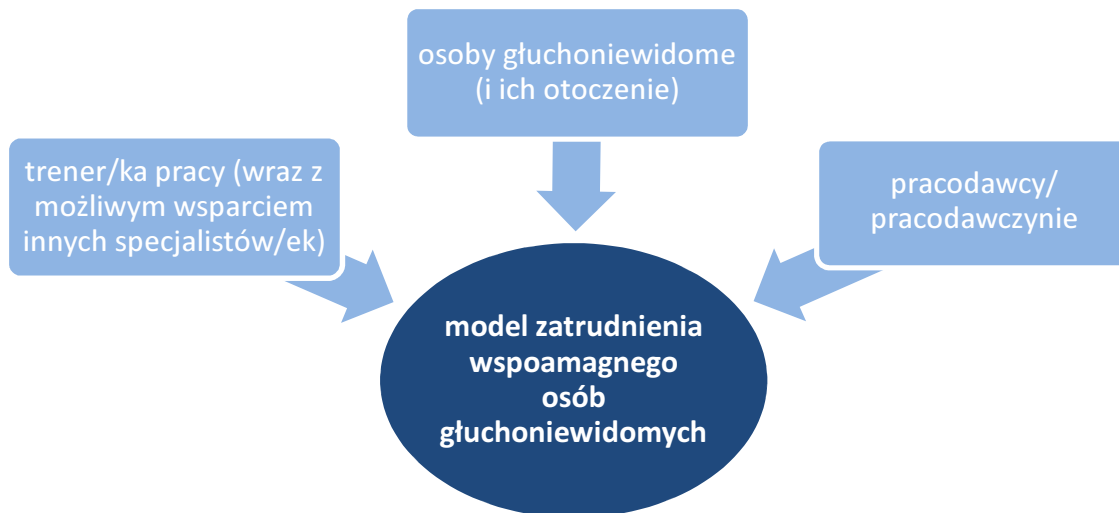 osoby głuchoniewidome
(i ich otoczenie)
trener/ka pracy (wraz z
możliwym wsparciem
innych specjalistów/ek)
pracodawcy/
pracodawczynie
model zatrudnienia
wspoamagnego
osób
głuchoniewidomych